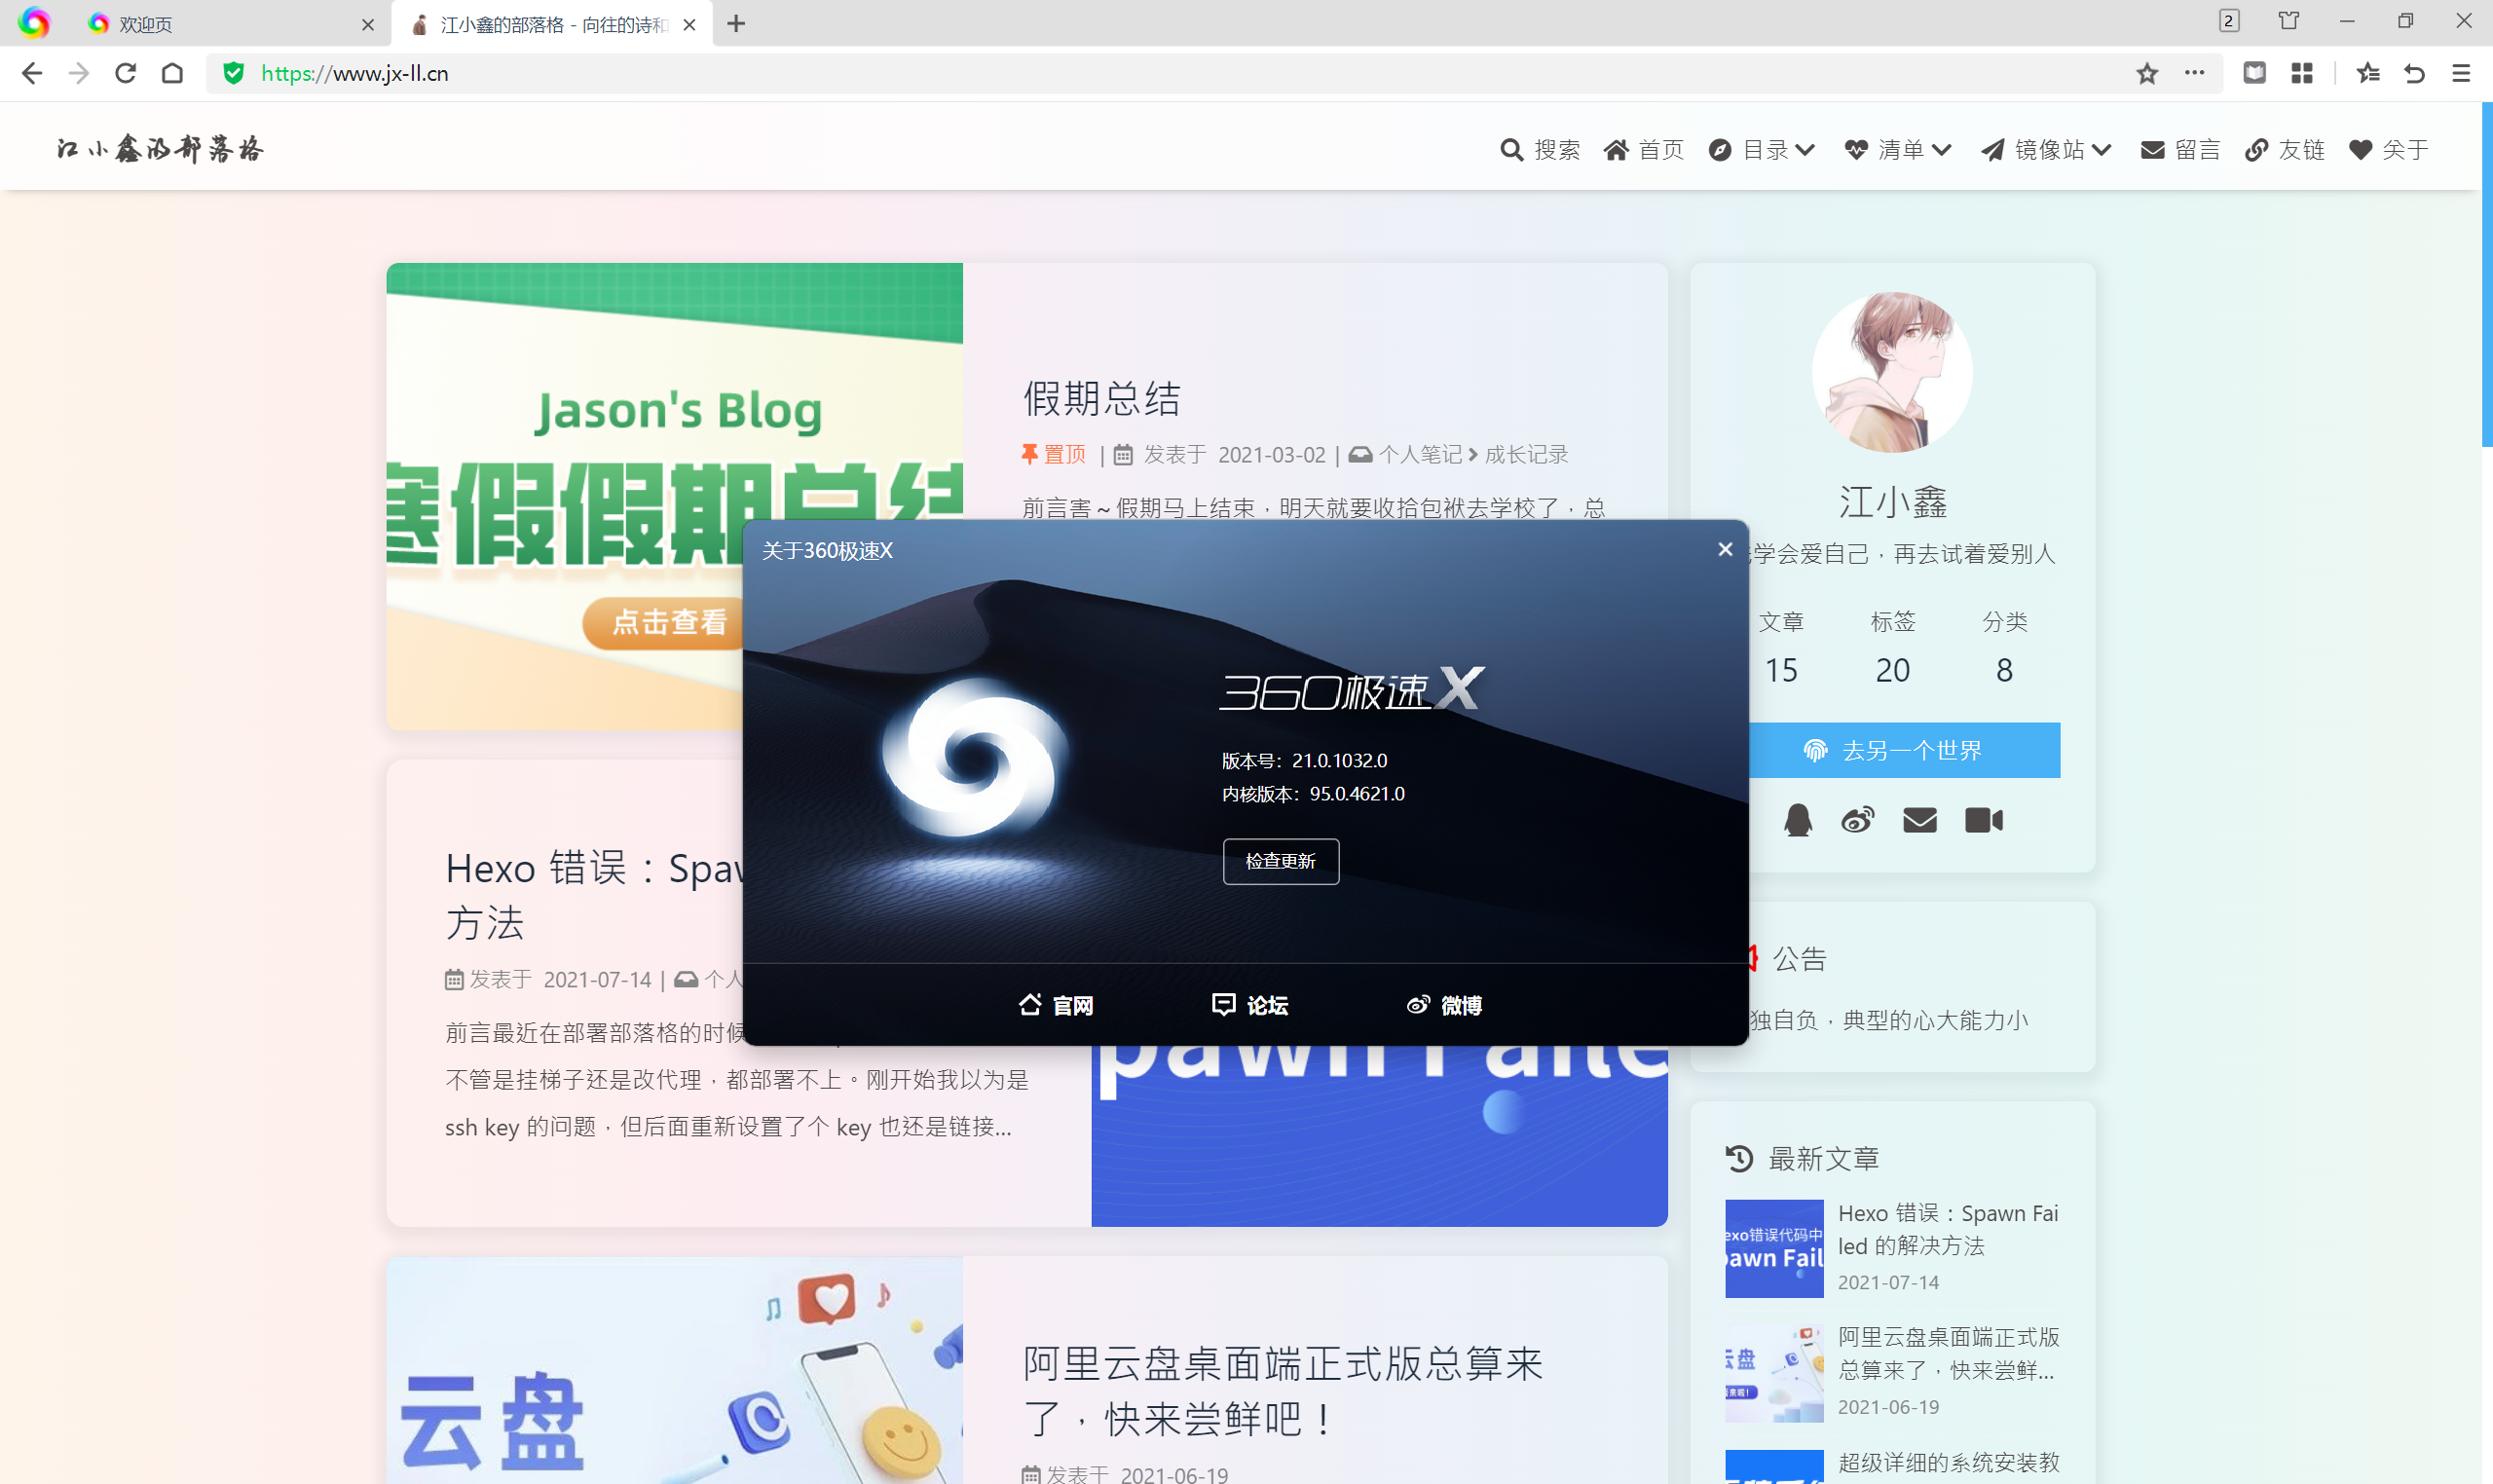 欢迎页
江小鑫的部落格 - 向往的诗和
2
https://www.jx-ll.cn
江小鑫的部落格
搜索
首页
目录
清单
镜像站
留言
友链
关于
Jason's Blog
寒假假期总结
点击查看
假期总结
置顶 | 发表于 2021-03-02 | 个人笔记 > 成长记录
前言害~假期马上结束，明天就要收拾包袱去学校了，总
江小鑫
学会爱自己，再去试着爱别人
文章
标签
分类
15
20
8
去另一个世界
关于360极速X
360极速X
版本号：21.0.1032.0
内核版本：95.0.4621.0
检查更新
官网
论坛
微博
Hexo 错误：Spaw
方法
发表于 2021-07-14 | 个人
前言最近在部署部落格的时候
不管是挂梯子还是改代理，都部署不上。刚开始我以为是
ssh key 的问题，但后面重新设置了个 key 也还是链接...
pawn Faile
公告
独自负，典型的心大能力小
最新文章
exo错误代码中
pawn Fail
Hexo 错误：Spawn Fai
led 的解决方法
2021-07-14
云盘
阿里云盘桌面端正式版
总算来了，快来尝鲜...
2021-06-19
超级详细的系统安装教
云盘
阿里云盘桌面端正式版总算来
了，快来尝鲜吧！
发表于 2021-06-19